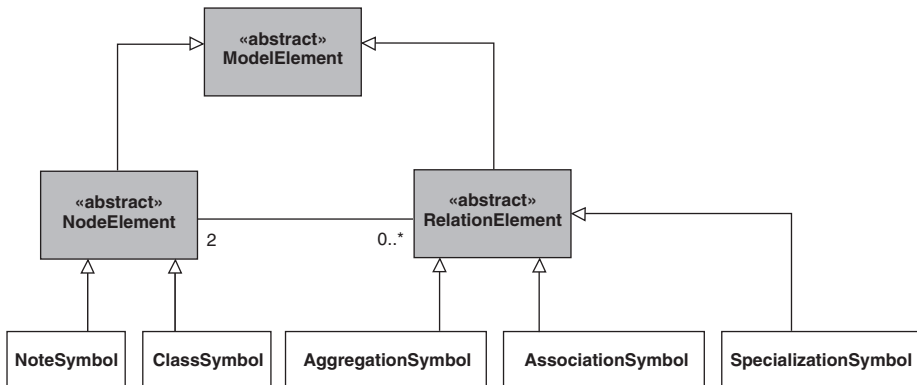 «abstract»
ModelElement
«abstract»
NodeElement
«abstract»
RelationElement
2
0..*
NoteSymbol
ClassSymbol
AggregationSymbol
AssociationSymbol
SpecializationSymbol